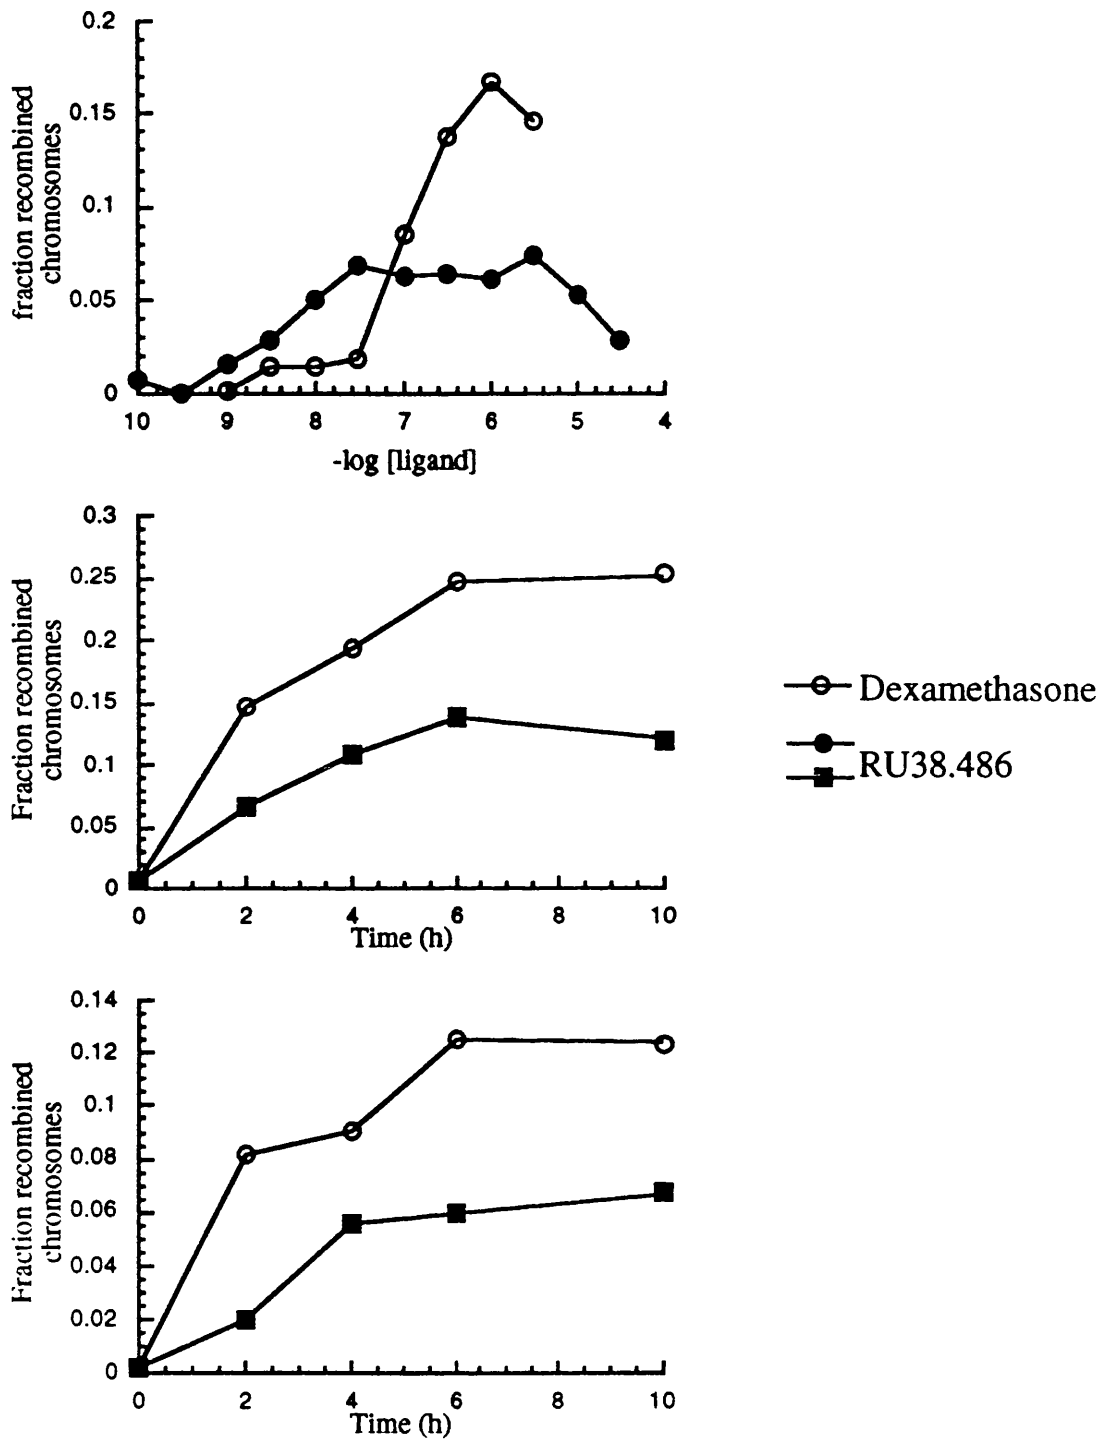 0.2
0.15
0.1
0.05
0
fraction recombined
chromosomes
10 9 8 7 6 5 4
-log [ligand]
0.3
0.25
0.2
0.15
0.1
0.05
0
Fraction recombined
chromosomes
0 2 4 6 8 10
Time (h)
Dexamethasone
RU38.486
0.14
0.12
0.1
0.08
0.06
0.04
0.02
0
Fraction recombined
chromosomes
0 2 4 6 8 10
Time (h)